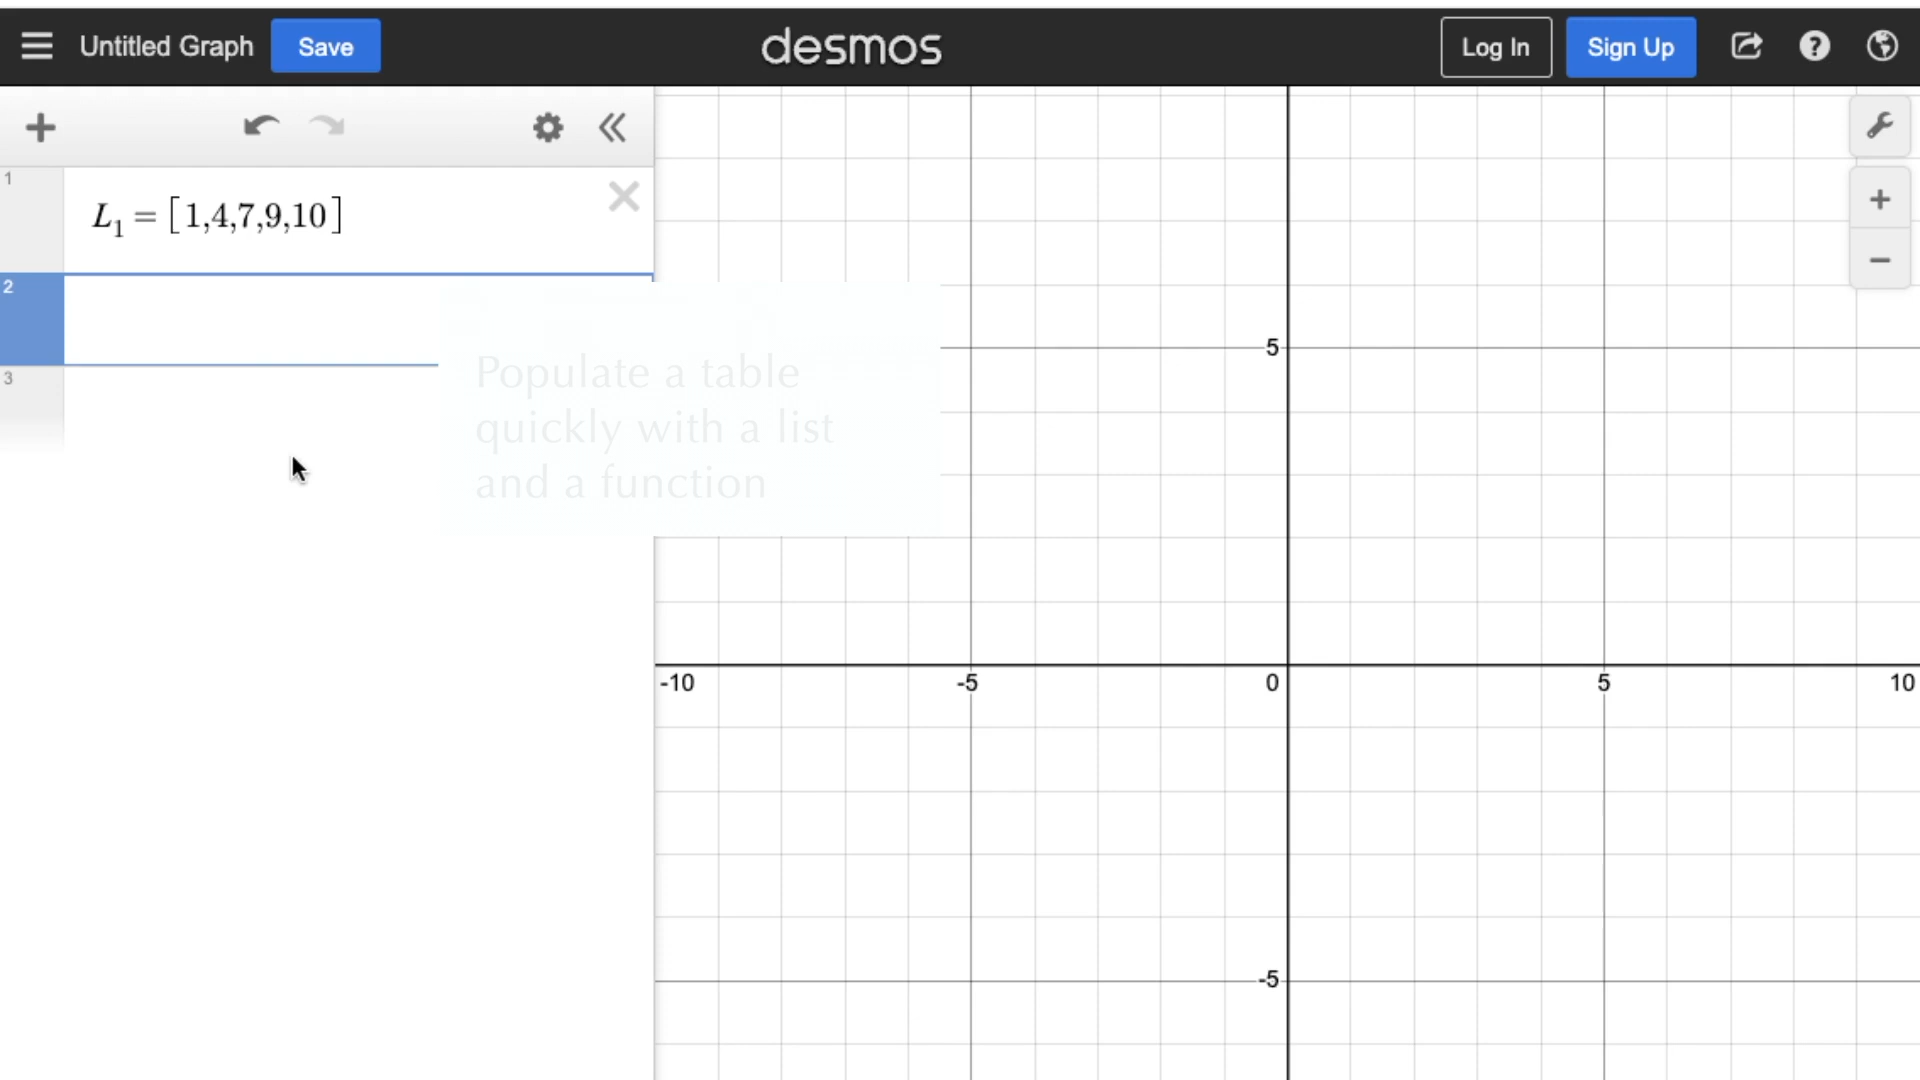 Untitled Graph Save desmos Log In Sign Up
1
L₁ = [1,4,7,9,10]
2
3
Populate a table
quickly with a list
and a function
5
-10 -5 0 5 10
-5